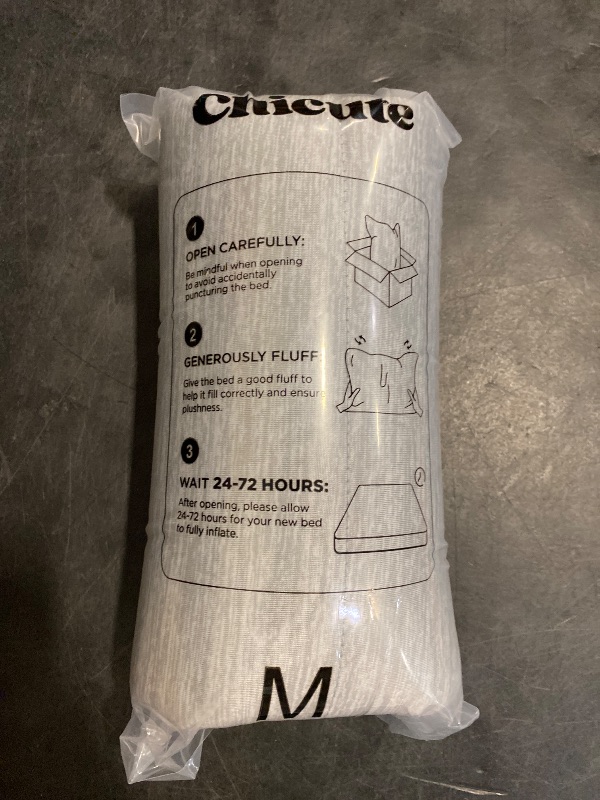 Chicute
1
OPEN CAREFULLY:
Be mindful when opening
to avoid accidentally
puncturing the bed.
2
GENEROUSLY FLUFF
Give the bed a good fluff to
help it fill correctly and ensure
plushness.
3
WAIT 24-72 HOURS:
After opening, please allow
24-72 hours for your new bed
to fully inflate.
M